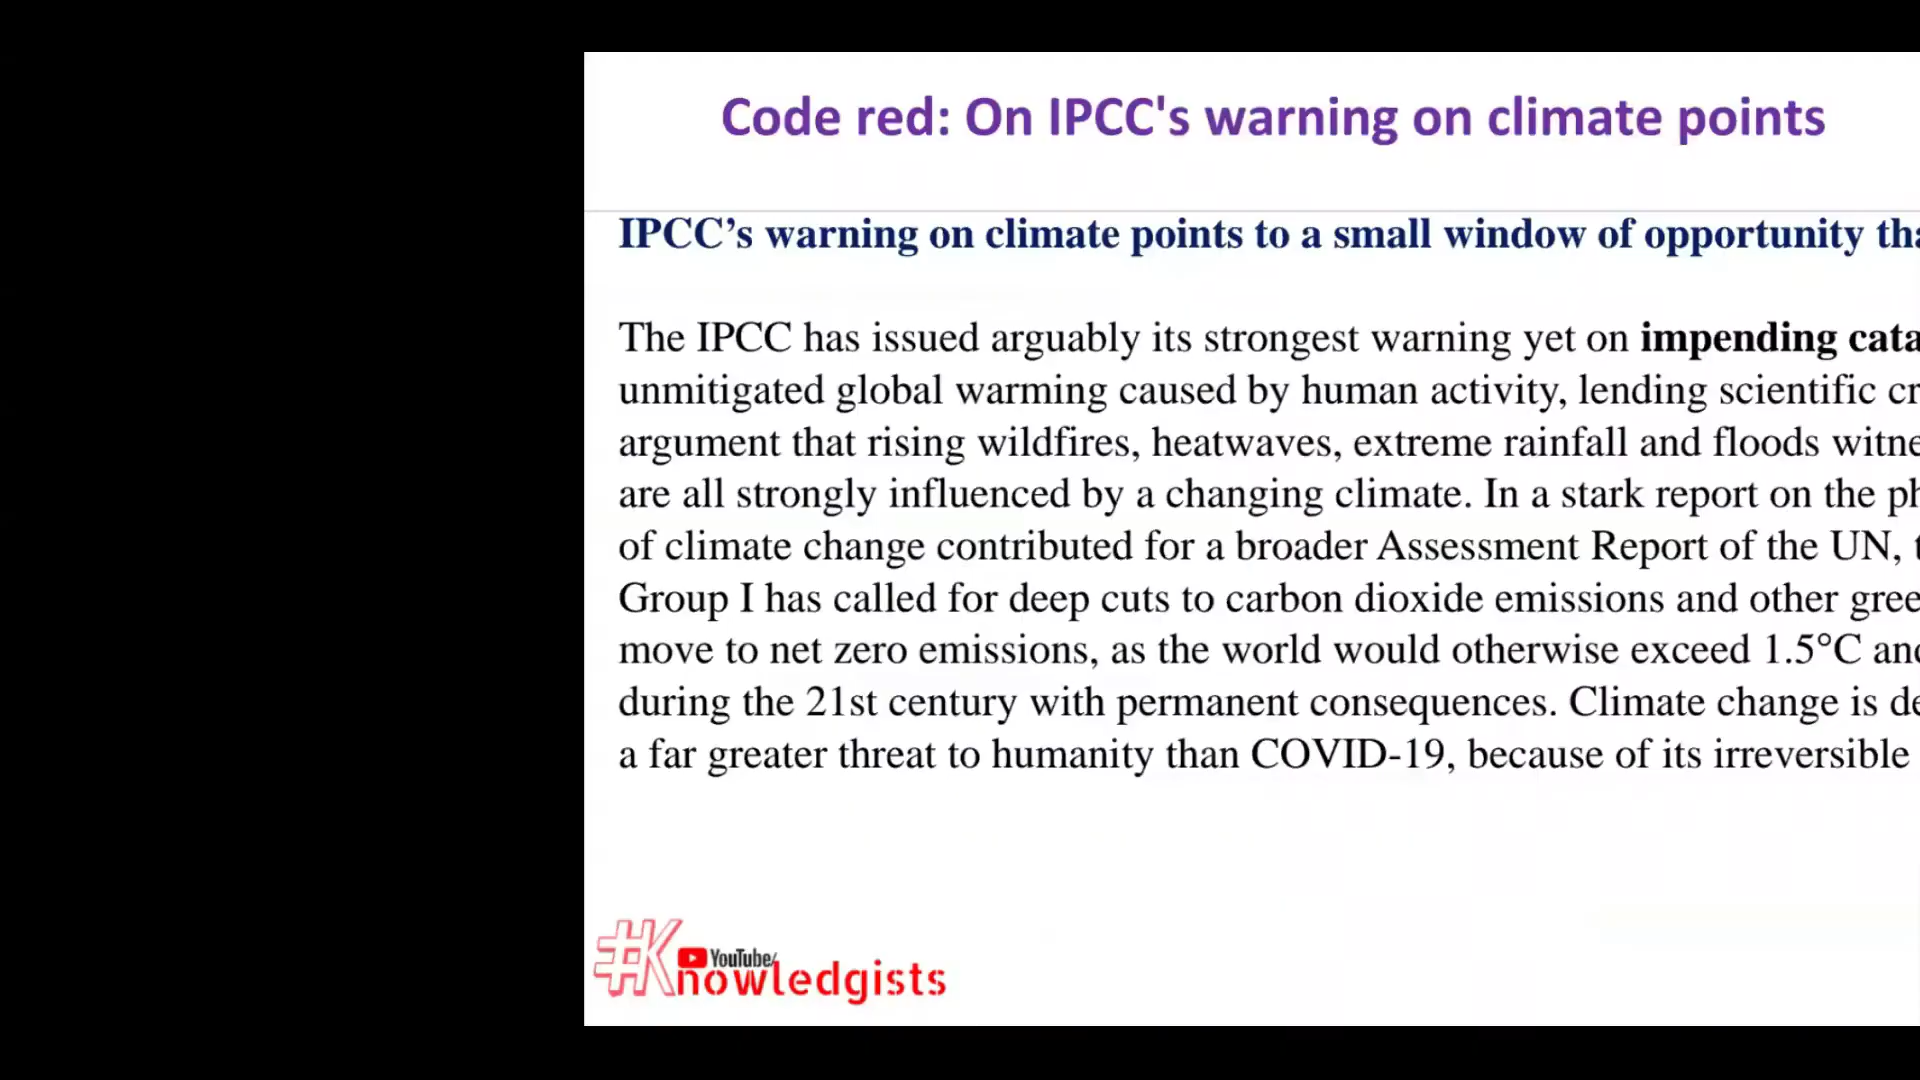 Code red: On IPCC's warning on climate points
IPCC’s warning on climate points to a small window of opportunity
The IPCC has issued arguably its strongest warning yet on impending
unmitigated global warming caused by human activity, lending scientific
argument that rising wildfires, heatwaves, extreme rainfall and floods
are all strongly influenced by a changing climate. In a stark report on the
of climate change contributed for a broader Assessment Report of the UN,
Group I has called for deep cuts to carbon dioxide emissions and other
move to net zero emissions, as the world would otherwise exceed 1.5°C
during the 21st century with permanent consequences. Climate change is
a far greater threat to humanity than COVID-19, because of its irreversible
YouTube/
#Knowledgists